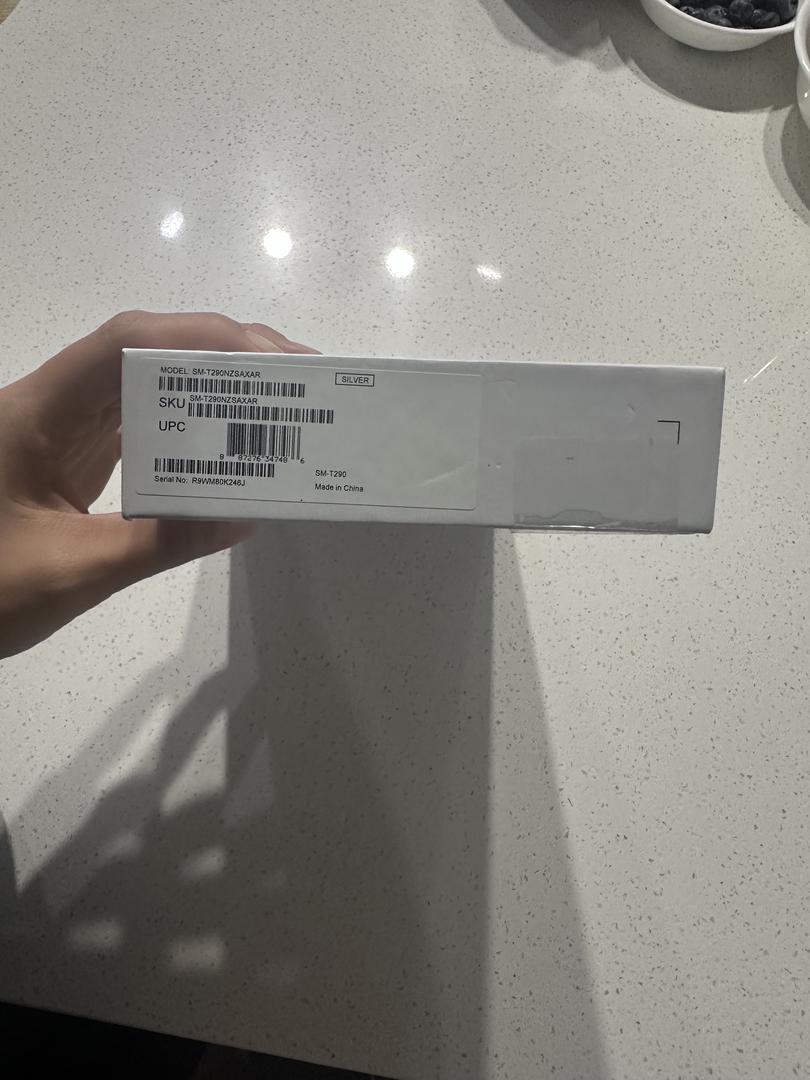 MODEL: SM-T290NZSAXAR
SILVER
SKU SM-T290NZSAXAR
UPC
8 87276 34748 6
SM-T290
Serial No: R9WM80K246J
Made in China